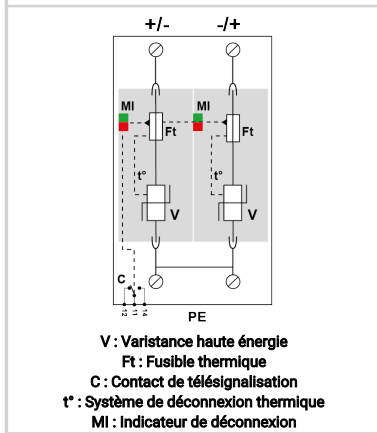 +/- -/+
MI MI
Ft Ft
t° t°
V V
C
12 11 14
PE
V : Varistance haute énergie
Ft : Fusible thermique
C : Contact de télésignalisation
t° : Système de déconnexion thermique
MI : Indicateur de déconnexion